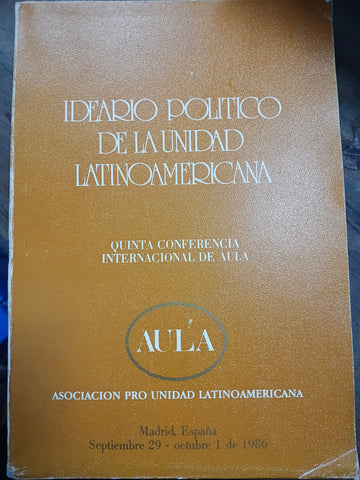 IDEARIO POLITICO
DE LA UNIDAD
LATINOAMERICANA
QUINTA CONFERENCIA
INTERNACIONAL DE AULA
AULA
ASOCIACION PRO UNIDAD LATINOAMERICANA
Madrid, España
Septiembre 29 - octubre 1 de 1986